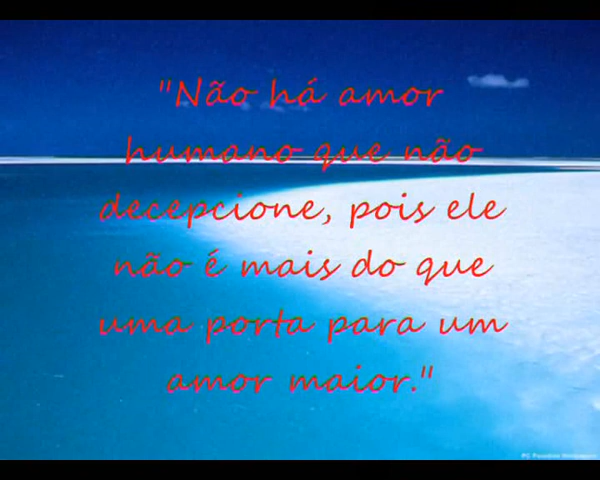 "Não há amor
humano que não
decepcione, pois ele
não é mais do que
uma porta para um
amor maior."